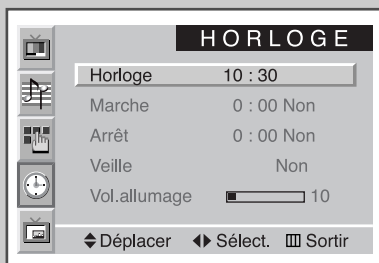 HORLOGE
Horloge 10 : 30
Marche 0 : 00 Non
Arrêt 0 : 00 Non
Veille Non
Vol.allumage 10
Déplacer Sélect. Sortir